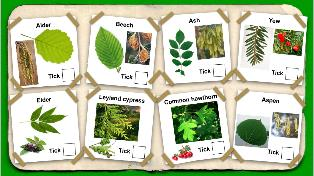 Alder
Tick
Beech
Tick
Ash
Tick
Yew
Tick
Elder
Tick
Leyland cypress
Tick
Common hawthorn
Tick
Aspen
Tick